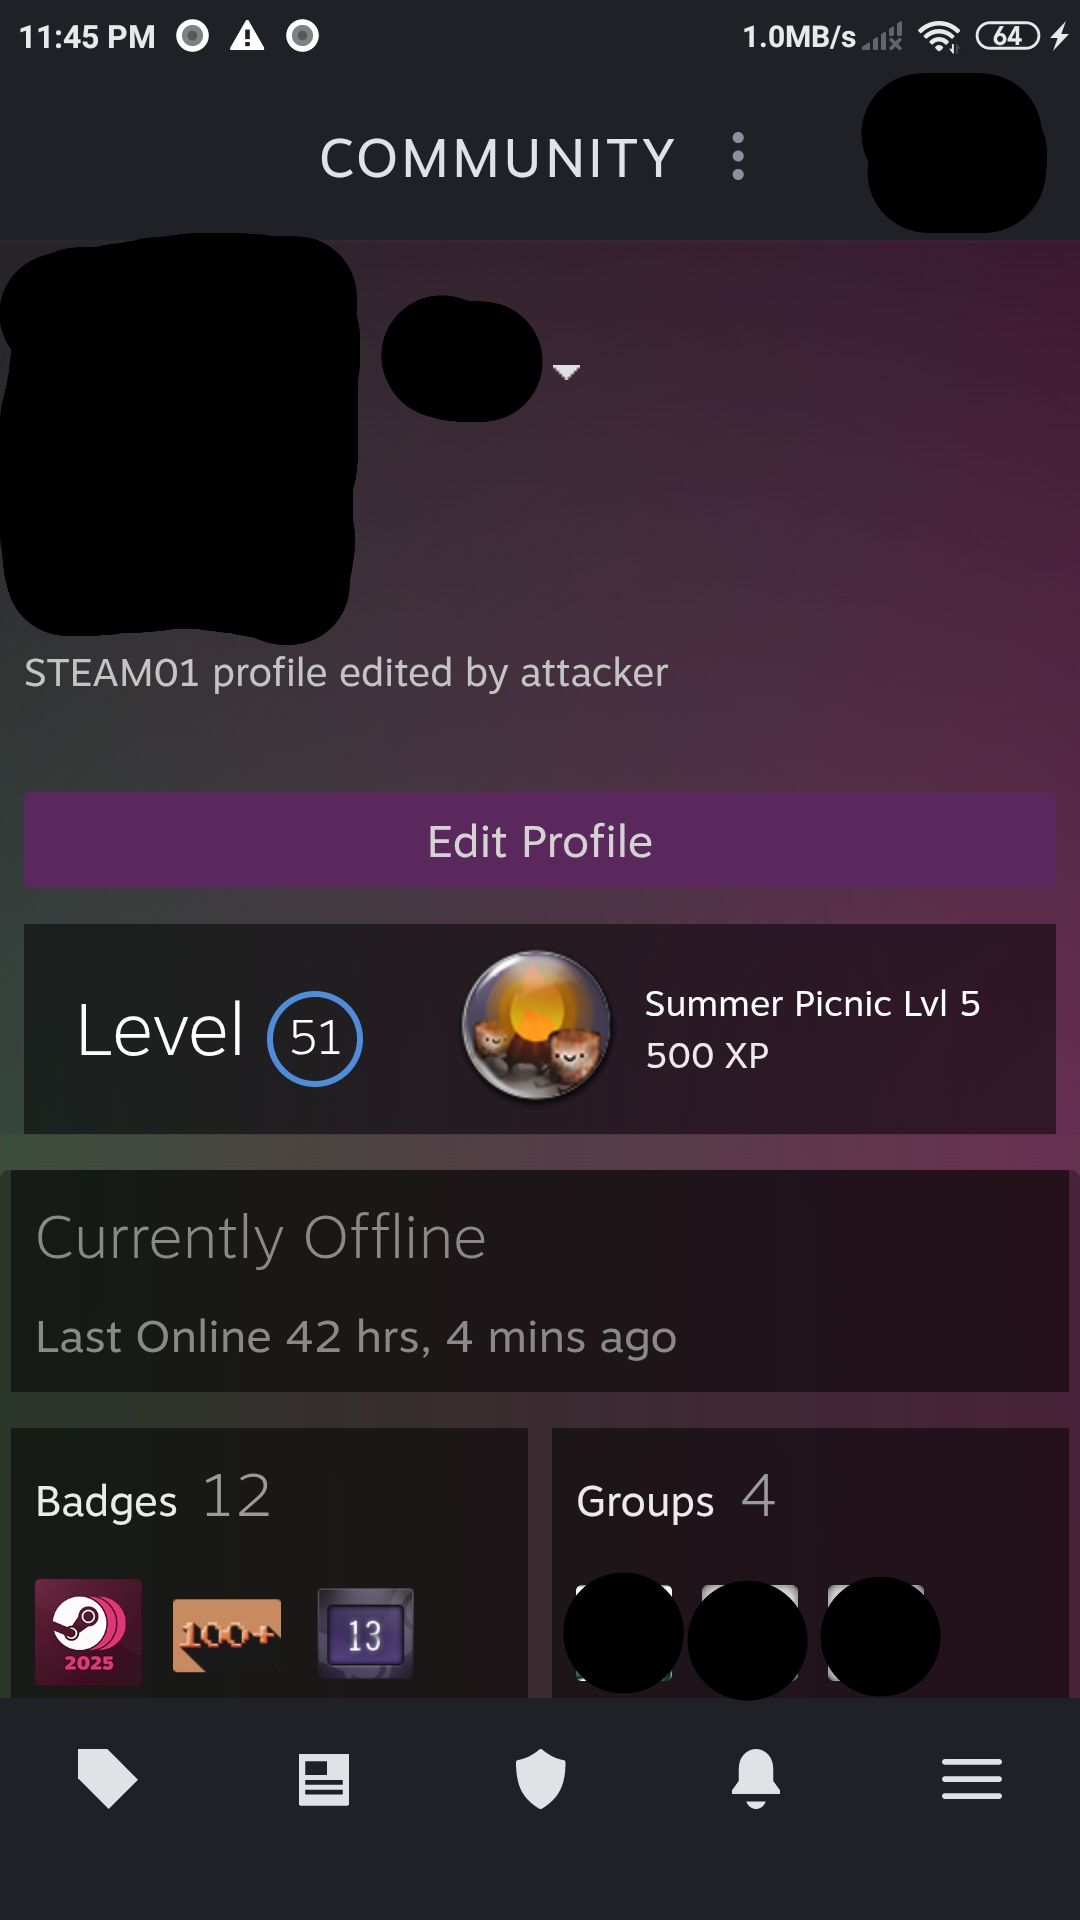 11:45 PM
1.0MB/s
64
COMMUNITY
STEAM01 profile edited by attacker
Edit Profile
Level 51
Summer Picnic Lvl 5
500 XP
Currently Offline
Last Online 42 hrs, 4 mins ago
Badges 12
Groups 4
2025
100+
13